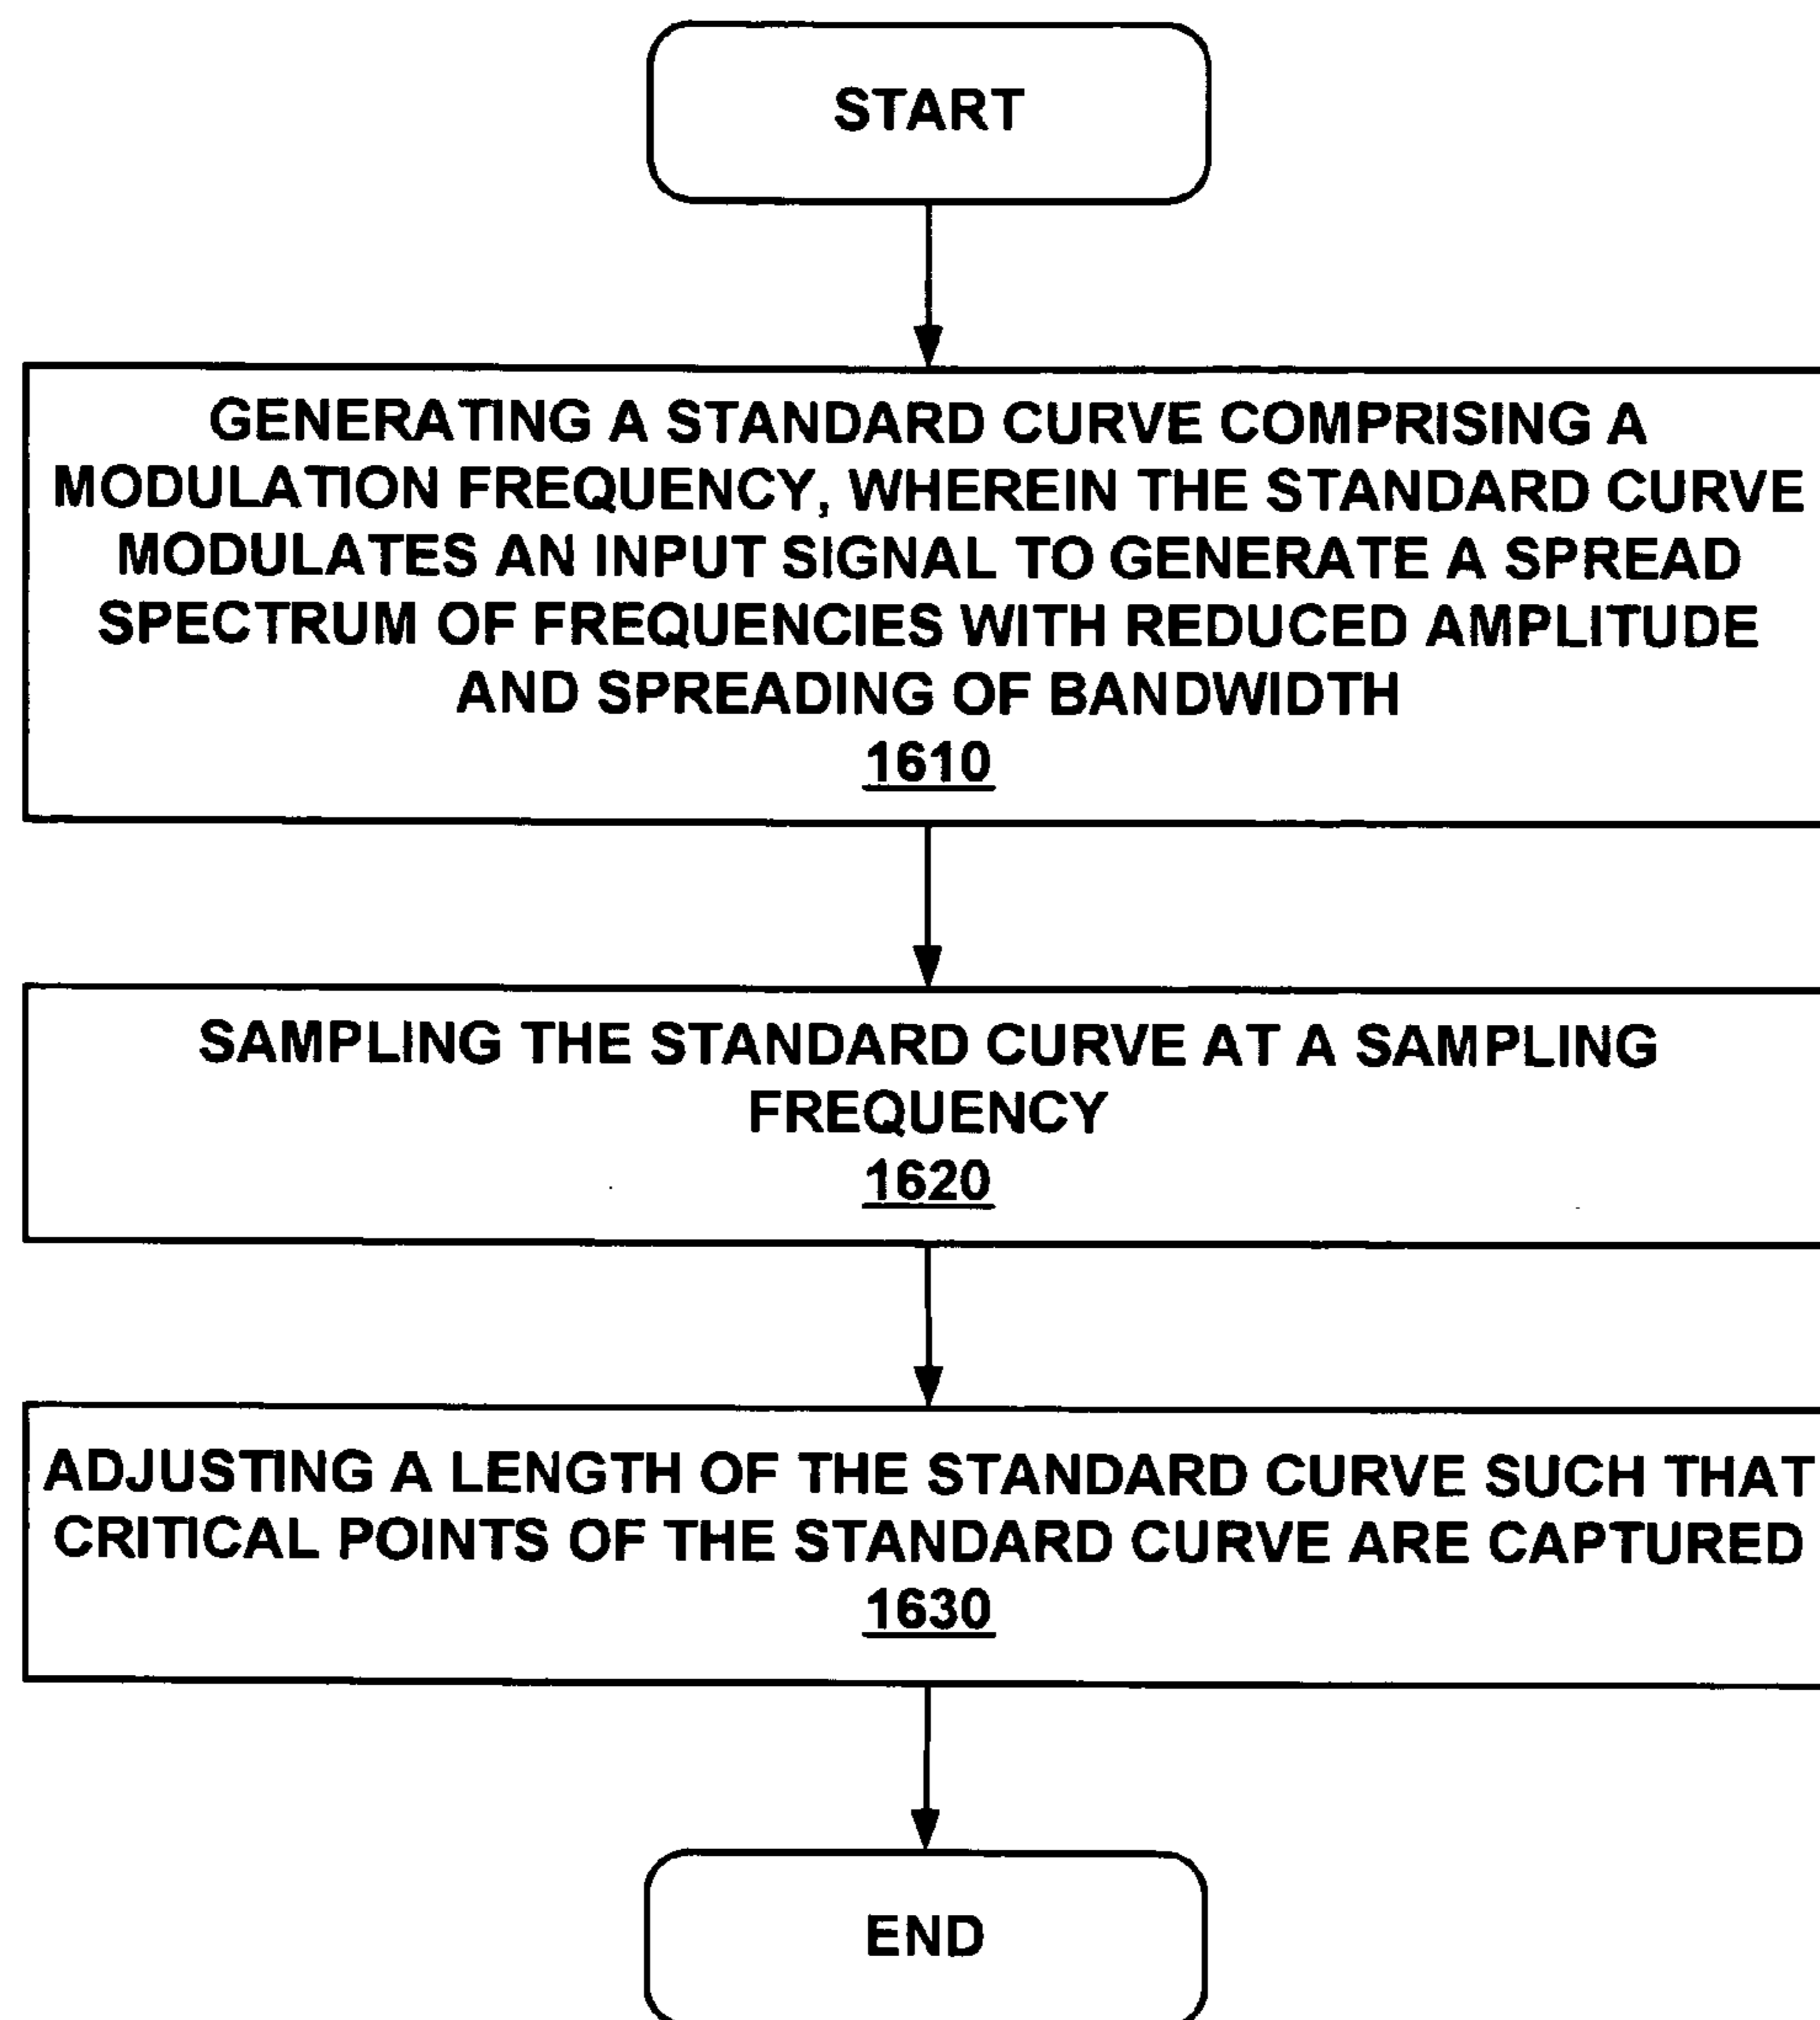 START
GENERATING A STANDARD CURVE COMPRISING A
MODULATION FREQUENCY, WHEREIN THE STANDARD CURVE
MODULATES AN INPUT SIGNAL TO GENERATE A SPREAD
SPECTRUM OF FREQUENCIES WITH REDUCED AMPLITUDE
AND SPREADING OF BANDWIDTH
1610
SAMPLING THE STANDARD CURVE AT A SAMPLING
FREQUENCY
1620
ADJUSTING A LENGTH OF THE STANDARD CURVE SUCH THAT
CRITICAL POINTS OF THE STANDARD CURVE ARE CAPTURED
1630
END